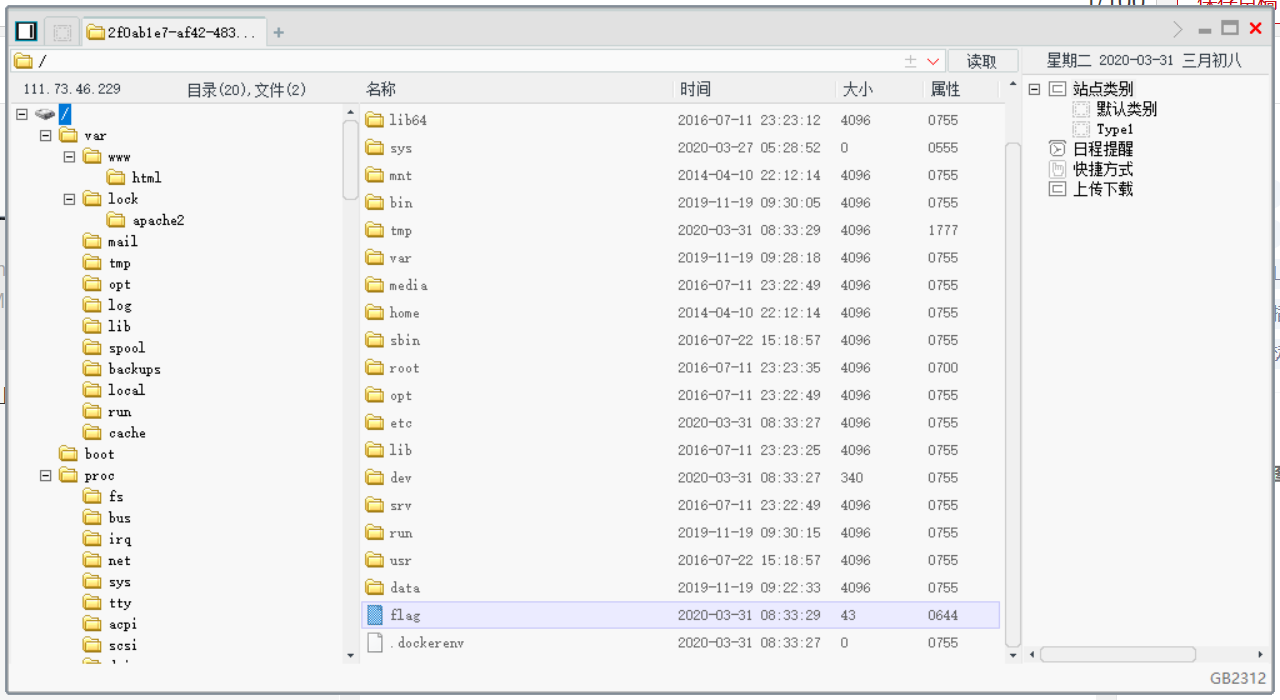 2f0ab1e7-af42-483...
/
读取
星期二 2020-03-31 三月初八
111.73.46.229 目录(20),文件(2)
名称 时间 大小 属性
/
var
www
html
lock
apache2
mail
tmp
opt
log
lib
spool
backups
local
run
cache
boot
proc
fs
bus
irq
net
sys
tty
acpi
scsi
lib64 2016-07-11 23:23:12 4096 0755
sys 2020-03-27 05:28:52 0 0555
mnt 2014-04-10 22:12:14 4096 0755
bin 2019-11-19 09:30:05 4096 0755
tmp 2020-03-31 08:33:29 4096 1777
var 2019-11-19 09:28:18 4096 0755
media 2016-07-11 23:22:49 4096 0755
home 2014-04-10 22:12:14 4096 0755
sbin 2016-07-22 15:18:57 4096 0755
root 2016-07-11 23:23:35 4096 0700
opt 2016-07-11 23:22:49 4096 0755
etc 2020-03-31 08:33:27 4096 0755
lib 2016-07-11 23:23:25 4096 0755
dev 2020-03-31 08:33:27 340 0755
srv 2016-07-11 23:22:49 4096 0755
run 2019-11-19 09:30:15 4096 0755
usr 2016-07-22 15:18:57 4096 0755
data 2019-11-19 09:22:33 4096 0755
flag 2020-03-31 08:33:29 43 0644
.dockerenv 2020-03-31 08:33:27 0 0755
站点类别
默认类别
Type1
日程提醒
快捷方式
上传下载
GB2312